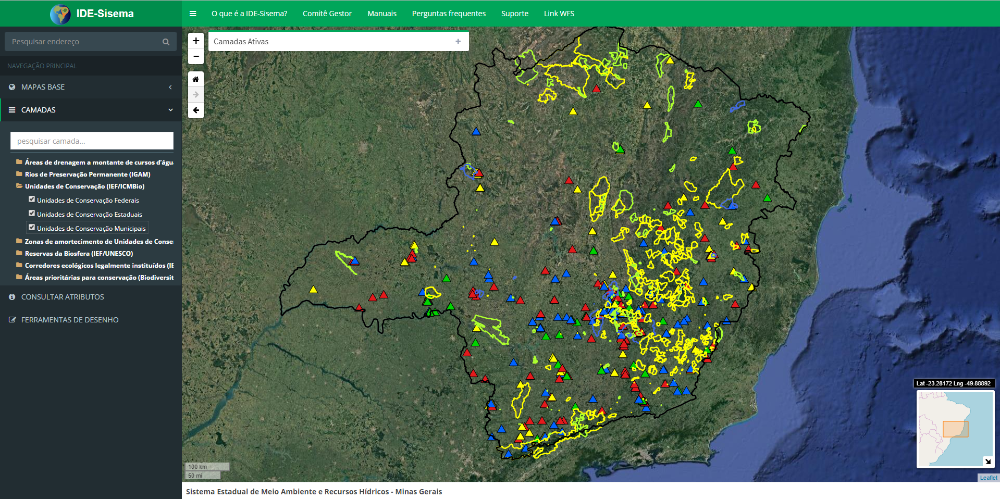 IDE-Sisema
O que é a IDE-Sisema?
Comitê Gestor
Manuais
Perguntas frequentes
Suporte
Link WFS
Pesquisar endereço
NAVEGAÇÃO PRINCIPAL
MAPAS BASE
CAMADAS
pesquisar camada...
Áreas de drenagem a montante de cursos d'águ
Rios de Preservação Permanente (IGAM)
Unidades de Conservação (IEF/ICMBio)
Unidades de Conservação Federais
Unidades de Conservação Estaduais
Unidades de Conservação Municipais
Zonas de amortecimento de Unidades de Conse
Reservas da Biosfera (IEF/UNESCO)
Corredores ecológicos legalmente instituídos (IE
Áreas prioritárias para conservação (Biodiversit
CONSULTAR ATRIBUTOS
FERRAMENTAS DE DESENHO
+
−
Camadas Ativas
+
Lat -23.28172 Lng -49.88892
100 km
50 mi
Leaflet
Sistema Estadual de Meio Ambiente e Recursos Hídricos - Minas Gerais